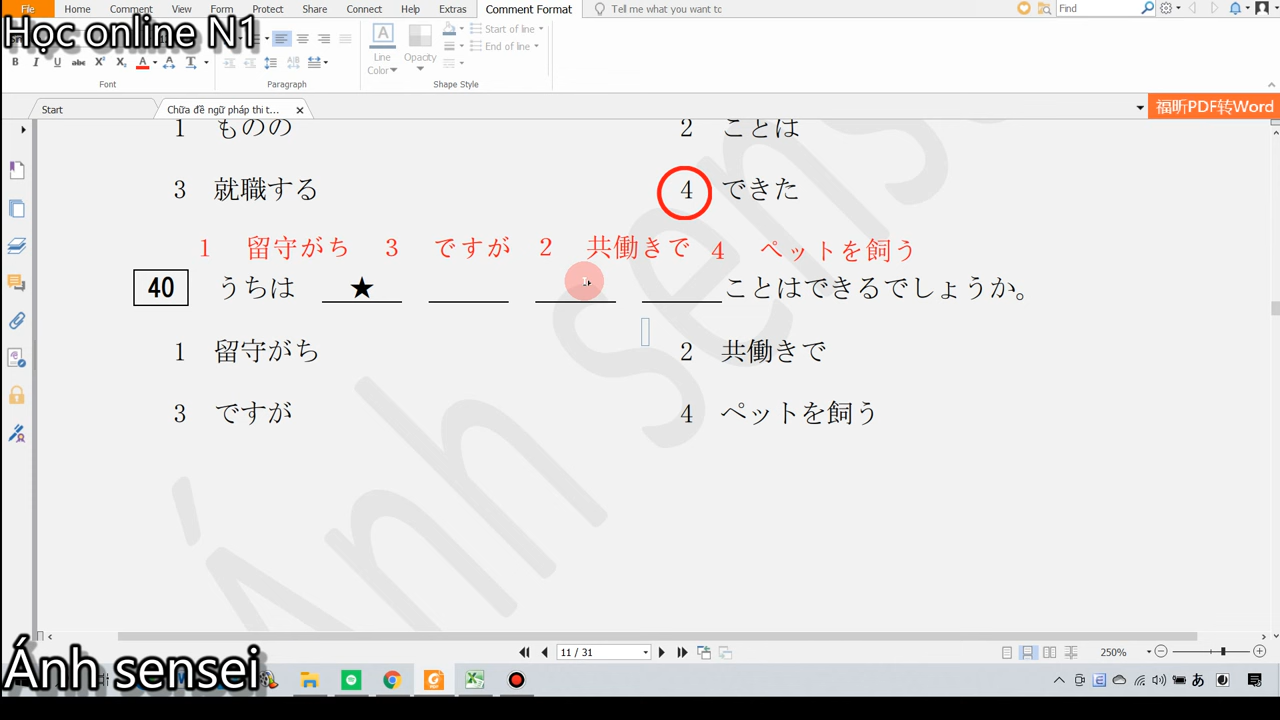 File Home Comment View Form Protect Share Connect Help Extras Comment Format Tell me what you want tc Find
Học online N1
Start of line
End of line
Line Color
Opacity
Font Paragraph Shape Style
Start Chữa đề ngữ pháp thi t...
福昕PDF转Word
1 ものの 2 ことは
3 就職する 4 できた
1 留守がち 3 ですが 2 共働きで 4 ペットを飼う
40 うちは ★ ことはできるでしょうか。
1 留守がち 2 共働きで
3 ですが 4 ペットを飼う
Ánh sensei
11 / 31
250%
Ánh sensei